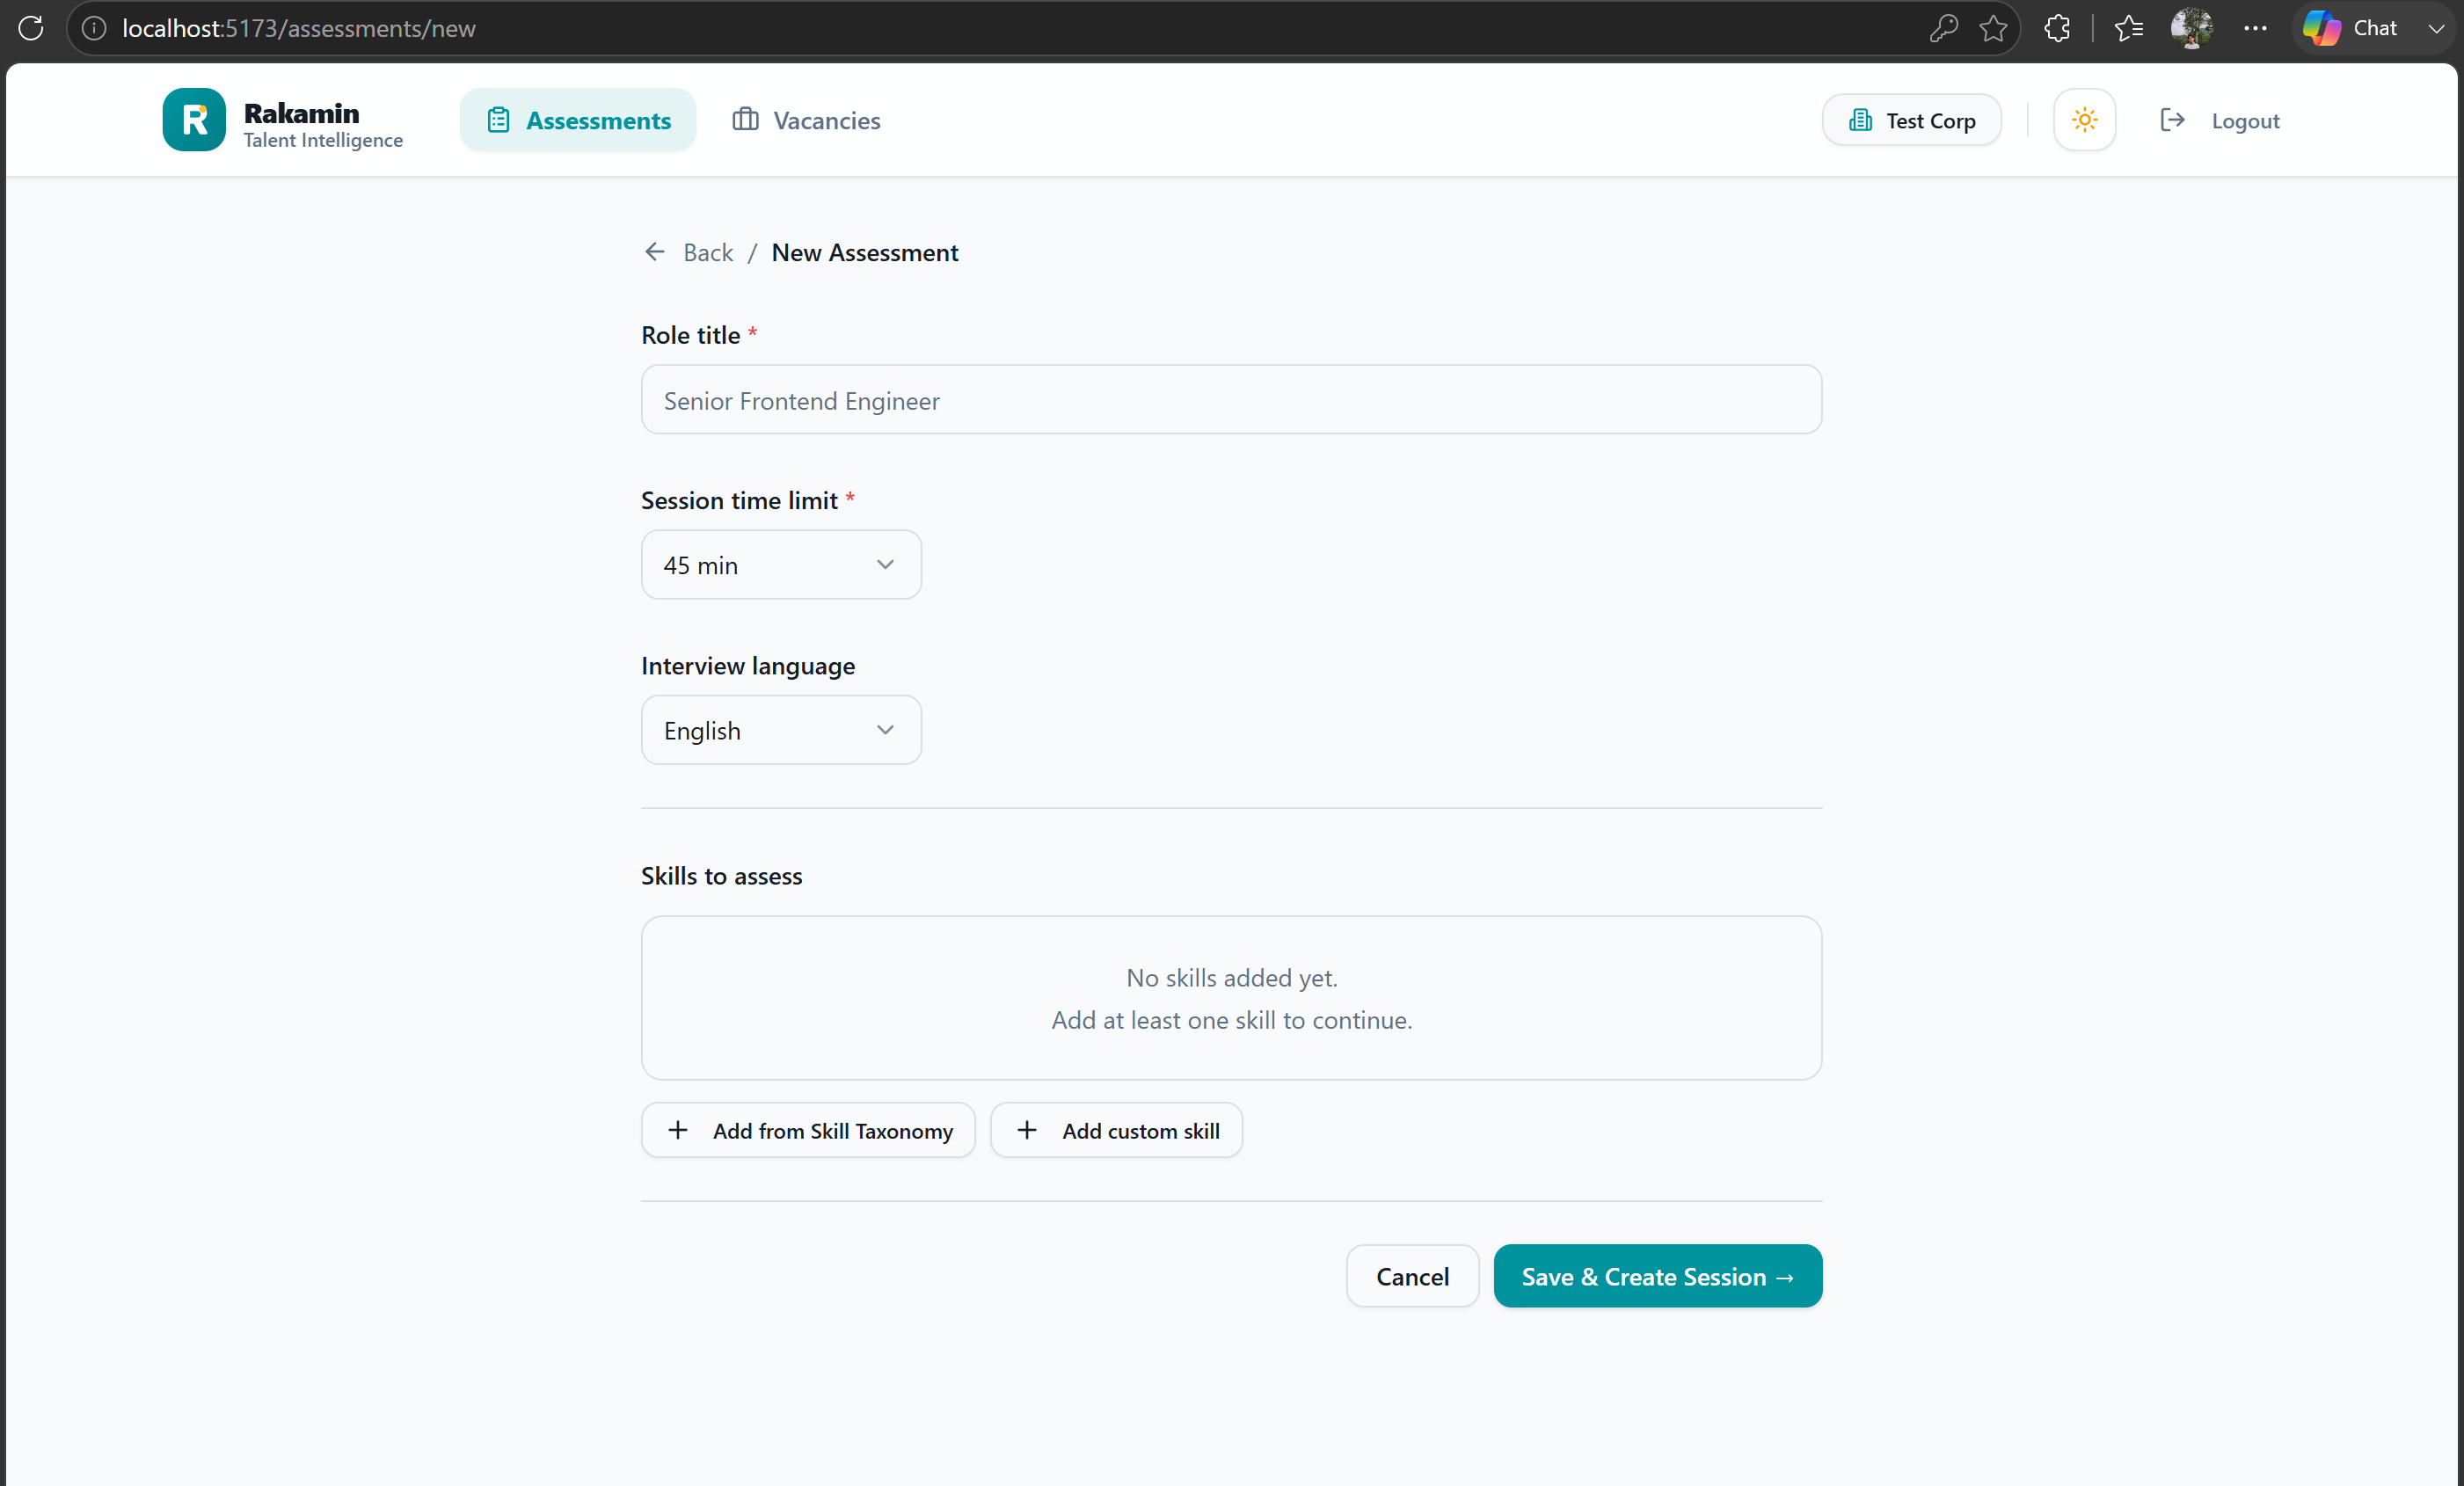 localhost:5173/assessments/new
Chat
R
Rakamin
Talent Intelligence
Assessments
Vacancies
Test Corp
Logout
Back / New Assessment
Role title *
Senior Frontend Engineer
Session time limit *
45 min
Interview language
English
Skills to assess
No skills added yet.
Add at least one skill to continue.
+ Add from Skill Taxonomy
+ Add custom skill
Cancel
Save & Create Session →